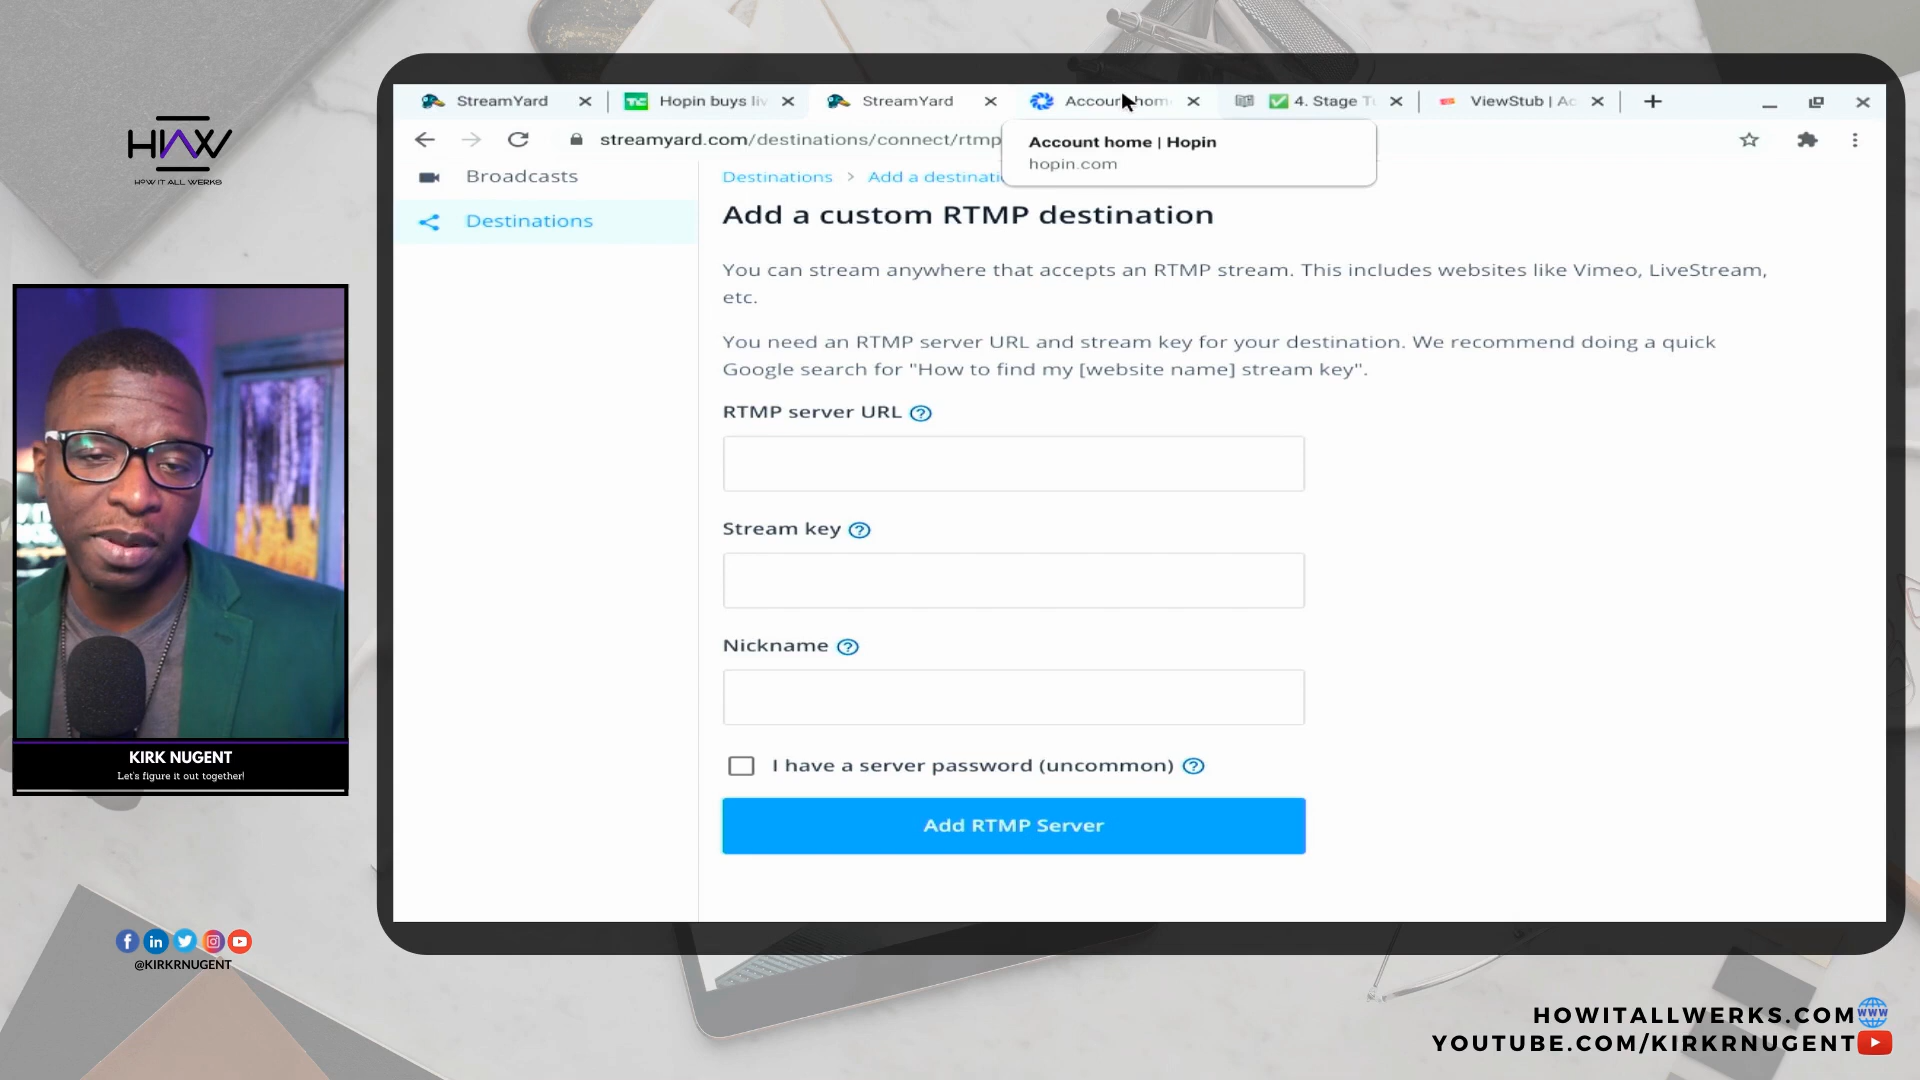 HIAW
HOW IT ALL WERKS
StreamYard
Hopin buys liv
StreamYard
Account hom
4. Stage T
ViewStub | Ac
streamyard.com/destinations/connect/rtmp
Account home | Hopin
hopin.com
Broadcasts
Destinations
Destinations > Add a destinati
Add a custom RTMP destination
You can stream anywhere that accepts an RTMP stream. This includes websites like Vimeo, LiveStream,
etc.
You need an RTMP server URL and stream key for your destination. We recommend doing a quick
Google search for "How to find my [website name] stream key".
RTMP server URL
Stream key
Nickname
I have a server password (uncommon)
Add RTMP Server
KIRK NUGENT
Let's figure it out together!
@KIRKRNUGENT
HOWITALLWERKS.COM
YOUTUBE.COM/KIRKRNUGENT